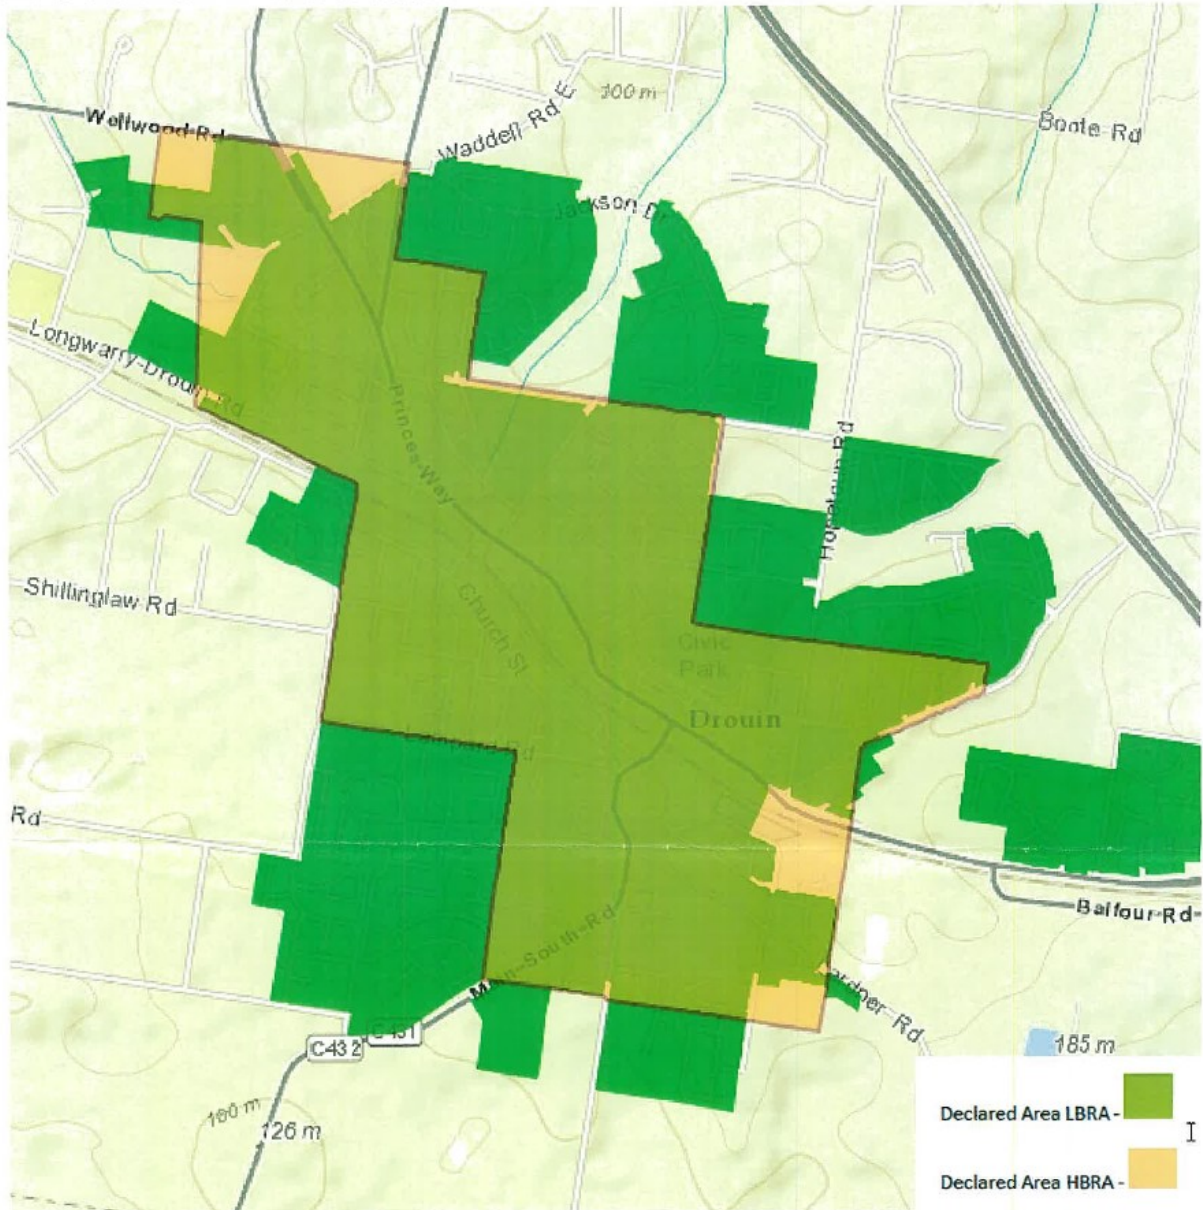 Wellwood Rd
Waddell Rd E
300 m
Boote Rd
Jackson Dr
Longwarry-Drouin Rd
Princes-Way
Shillinglaw Rd
Church St
Civic
Park
Drouin
Rd
Balfour-Rd
Main-South-Rd
C432
185 m
100 m
126 m
Declared Area LBRA -
Declared Area HBRA -